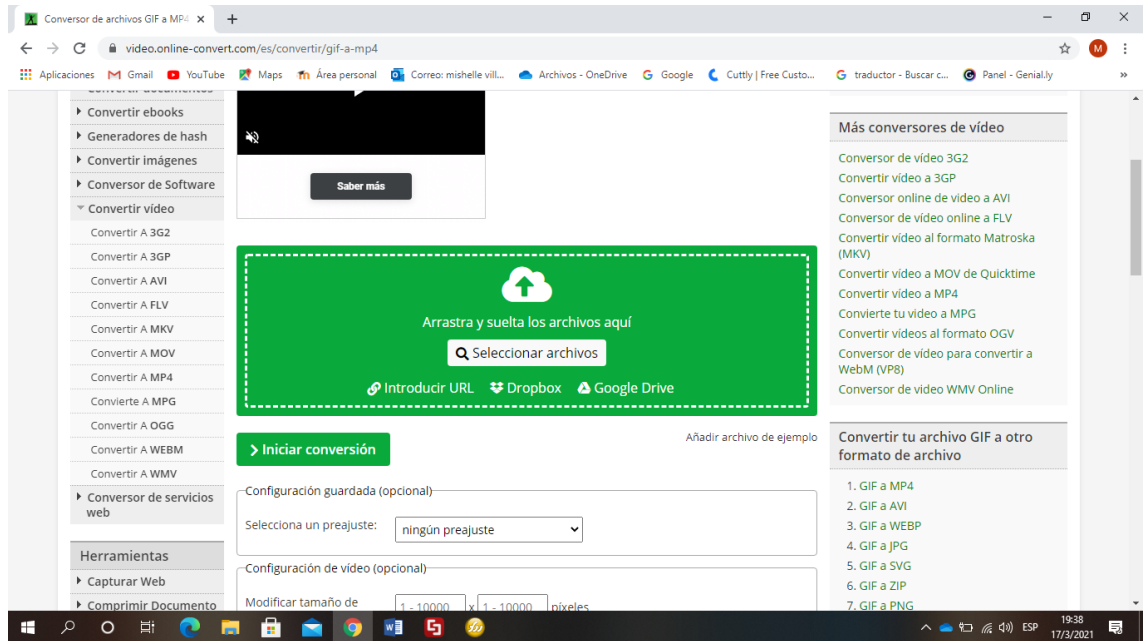 Conversor de archivos GIF a MP4
video.online-convert.com/es/convertir/gif-a-mp4
M
Aplicaciones
Gmail
YouTube
Maps
Área personal
Correo: mishelle vill...
Archivos - OneDrive
Google
Cuttly | Free Custo...
traductor - Buscar c...
Panel - Genial.ly
»
Convertir documentos
Convertir ebooks
Generadores de hash
Convertir imágenes
Conversor de Software
Convertir vídeo
Convertir A 3G2
Convertir A 3GP
Convertir A AVI
Convertir A FLV
Convertir A MKV
Convertir A MOV
Convertir A MP4
Convierte A MPG
Convertir A OGG
Convertir A WEBM
Convertir A WMV
Conversor de servicios
web
Herramientas
Capturar Web
Comprimir Documento
Saber más
Arrastra y suelta los archivos aquí
Seleccionar archivos
Introducir URL
Dropbox
Google Drive
Iniciar conversión
Añadir archivo de ejemplo
Configuración guardada (opcional)
Selecciona un preajuste:
ningún preajuste
Configuración de vídeo (opcional)
Modificar tamaño de
1 - 10000 x 1 - 10000 píxeles
Más conversores de vídeo
Conversor de vídeo 3G2
Convertir vídeo a 3GP
Conversor online de video a AVI
Conversor de vídeo online a FLV
Convertir vídeo al formato Matroska
(MKV)
Convertir vídeo a MOV de Quicktime
Convertir vídeo a MP4
Convierte tu video a MPG
Convertir vídeos al formato OGV
Conversor de vídeo para convertir a
WebM (VP8)
Conversor de video WMV Online
Convertir tu archivo GIF a otro
formato de archivo
1. GIF a MP4
2. GIF a AVI
3. GIF a WEBP
4. GIF a JPG
5. GIF a SVG
6. GIF a ZIP
7. GIF a PNG
ESP
19:38
17/3/2021